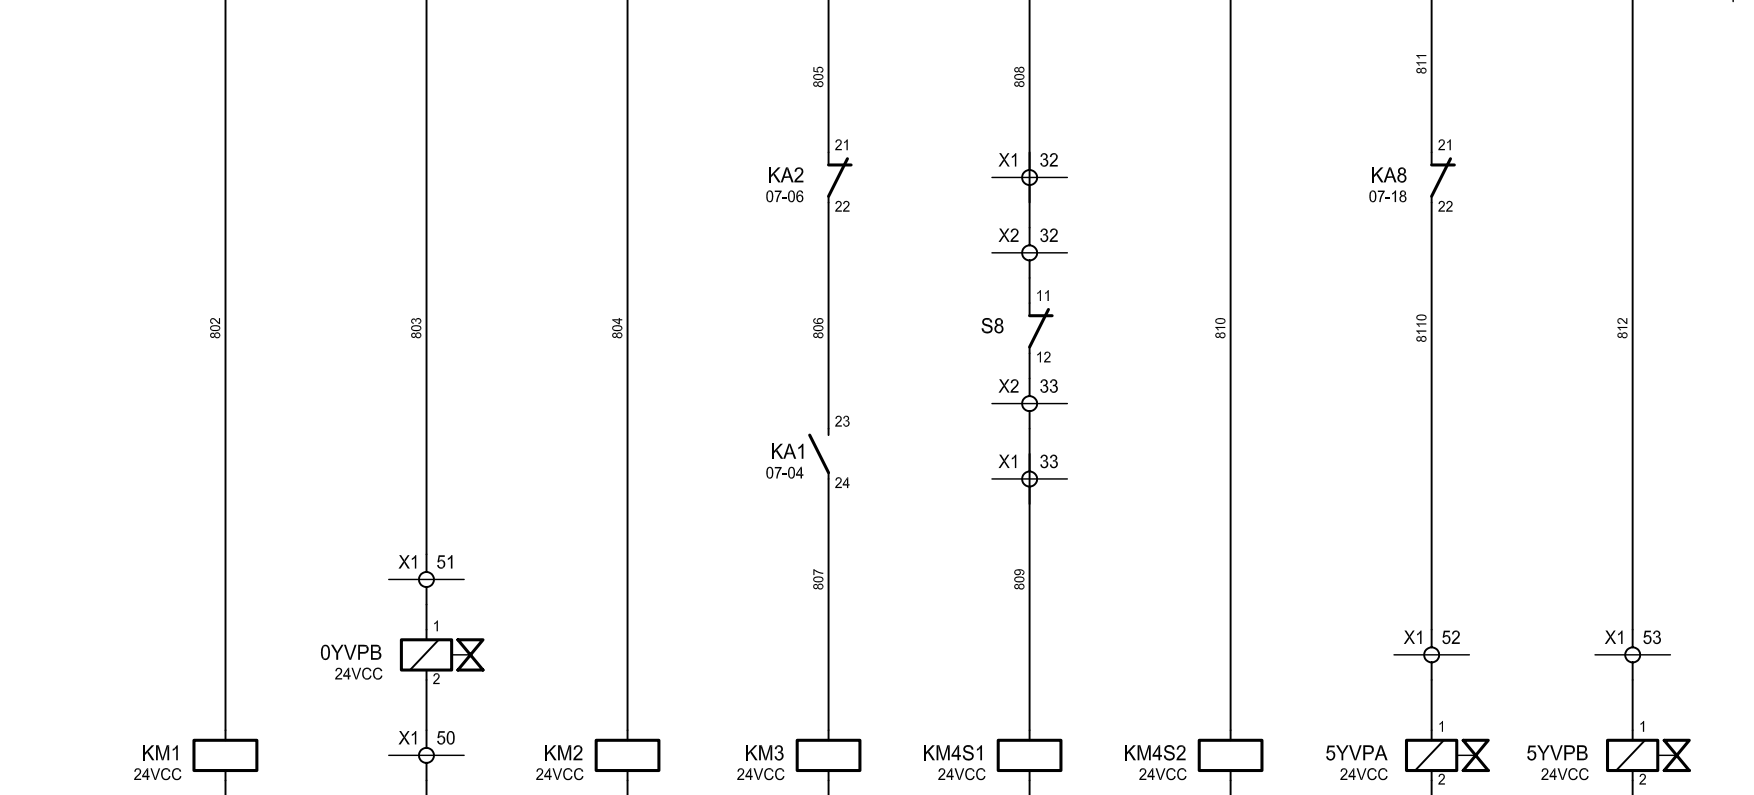 805
808
811
21
21
X1 32
KA2
KA8
07-06
07-18
22
22
X2 32
11
S8
802
803
804
806
810
8110
812
12
X2 33
23
KA1
07-04
24
X1 33
X1 51
807
809
1
0YVPB
24VCC
2
X1 52
X1 53
X1 50
1
1
KM1
24VCC
KM2
24VCC
KM3
24VCC
KM4S1
24VCC
KM4S2
24VCC
5YVPA
24VCC
2
5YVPB
24VCC
2